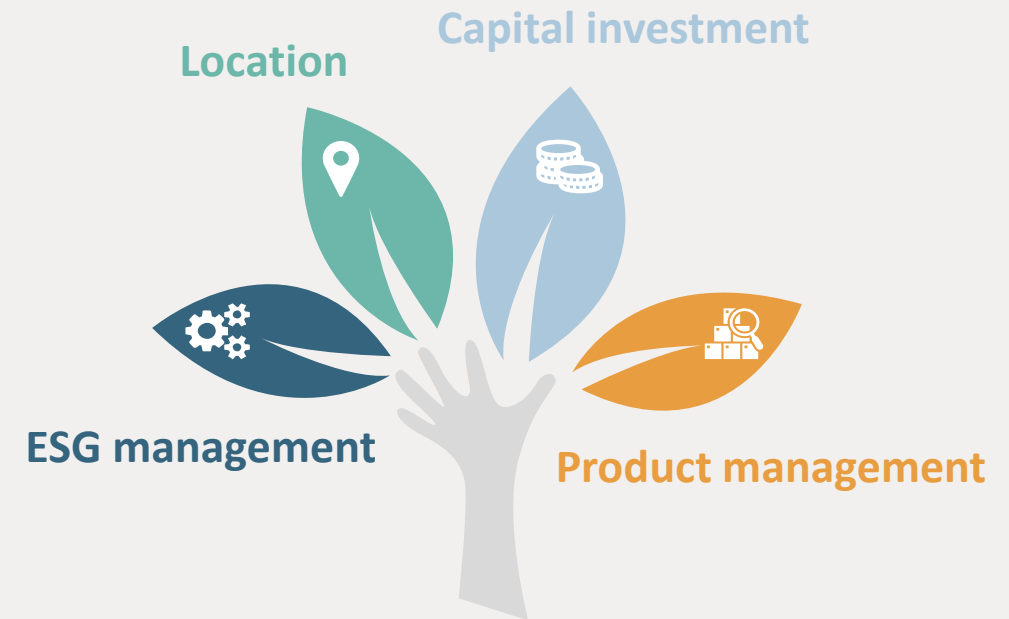 Capital investment
Location
ESG management
Product management